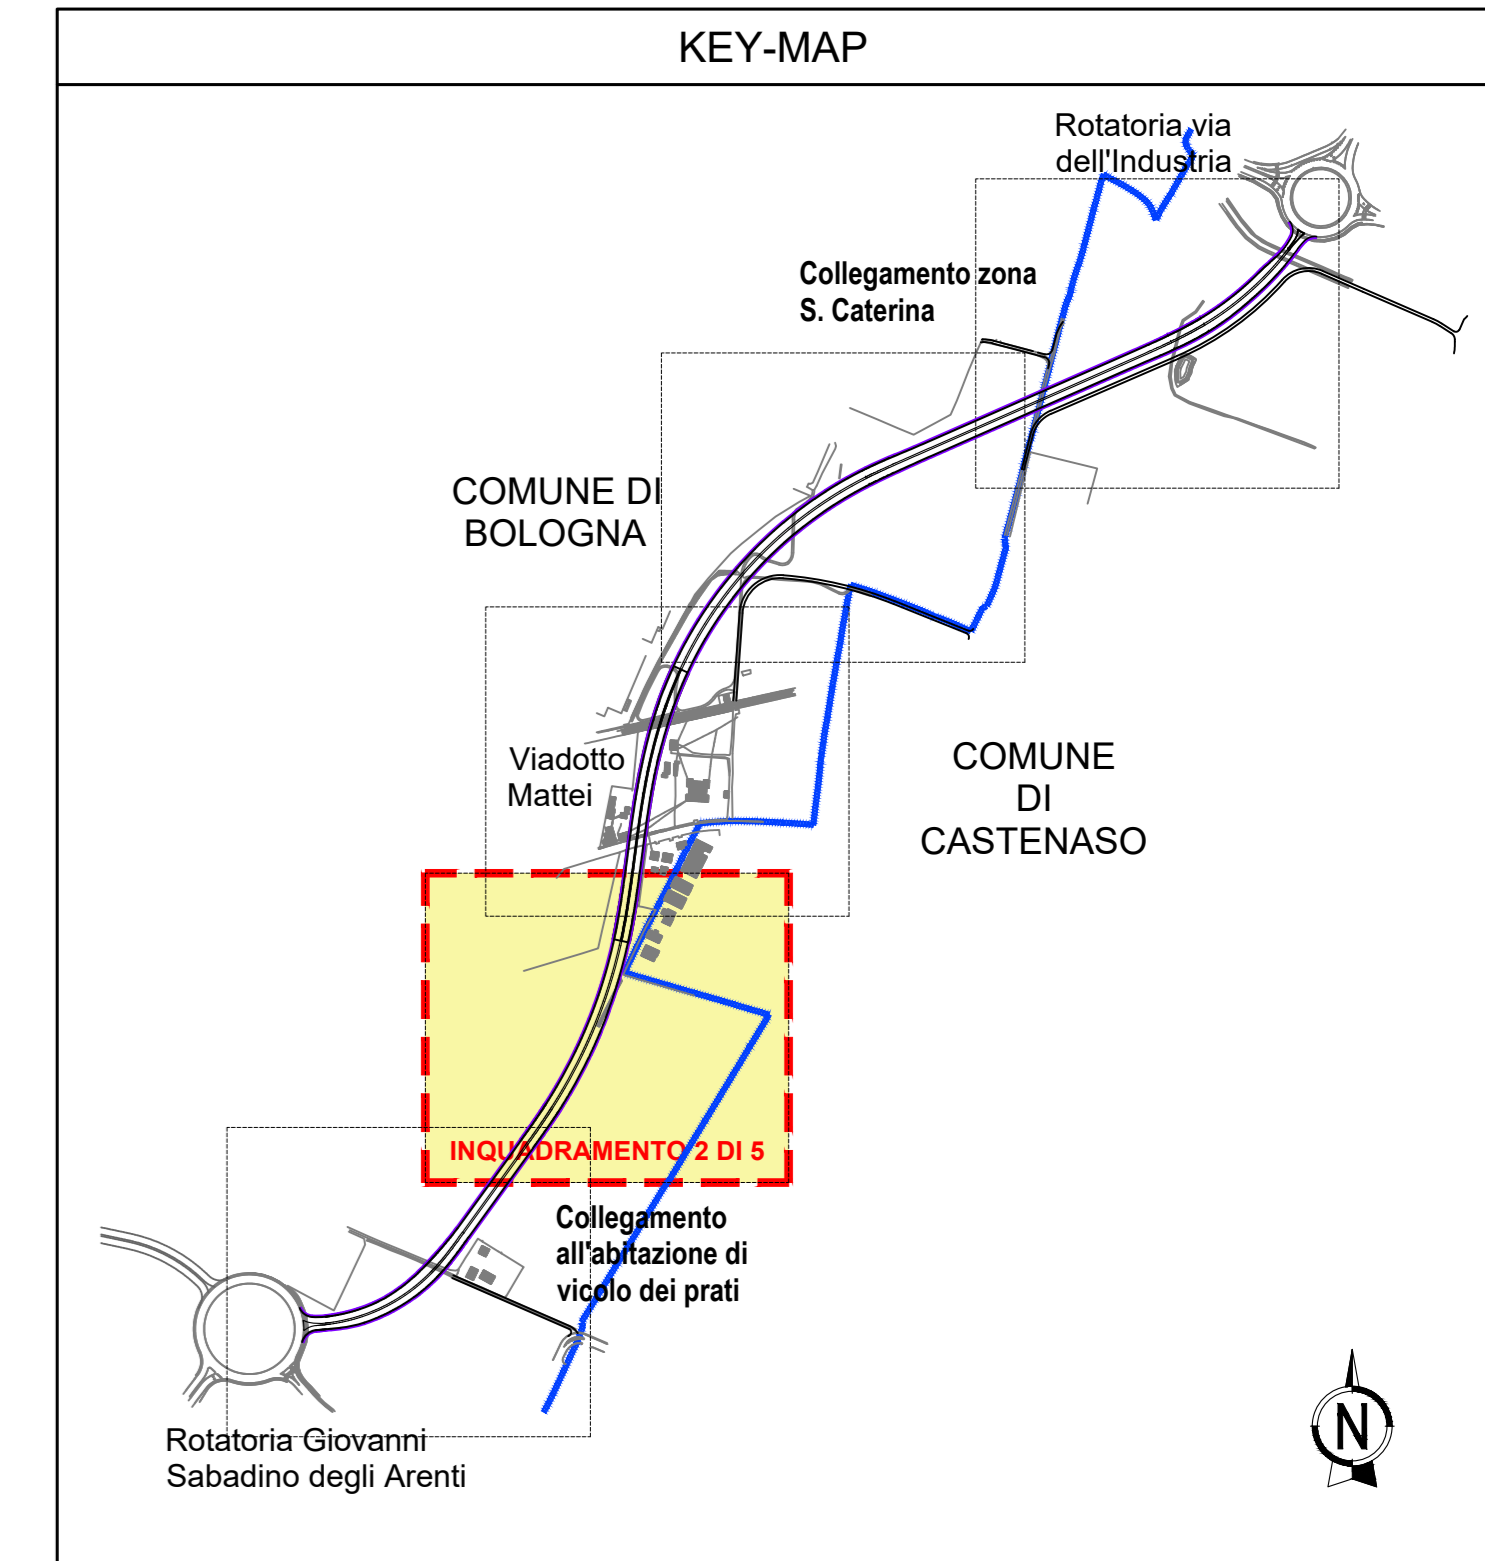 KEY-MAP
Rotatoria via
dell'Industria
Collegamento zona
S. Caterina
COMUNE DI
BOLOGNA
Viadotto
Mattei
COMUNE
DI
CASTENASO
INQUADRAMENTO 2 DI 5
Collegamento
all'abitazione di
vicolo dei prati
Rotatoria Giovanni
Sabadino degli Arenti
N